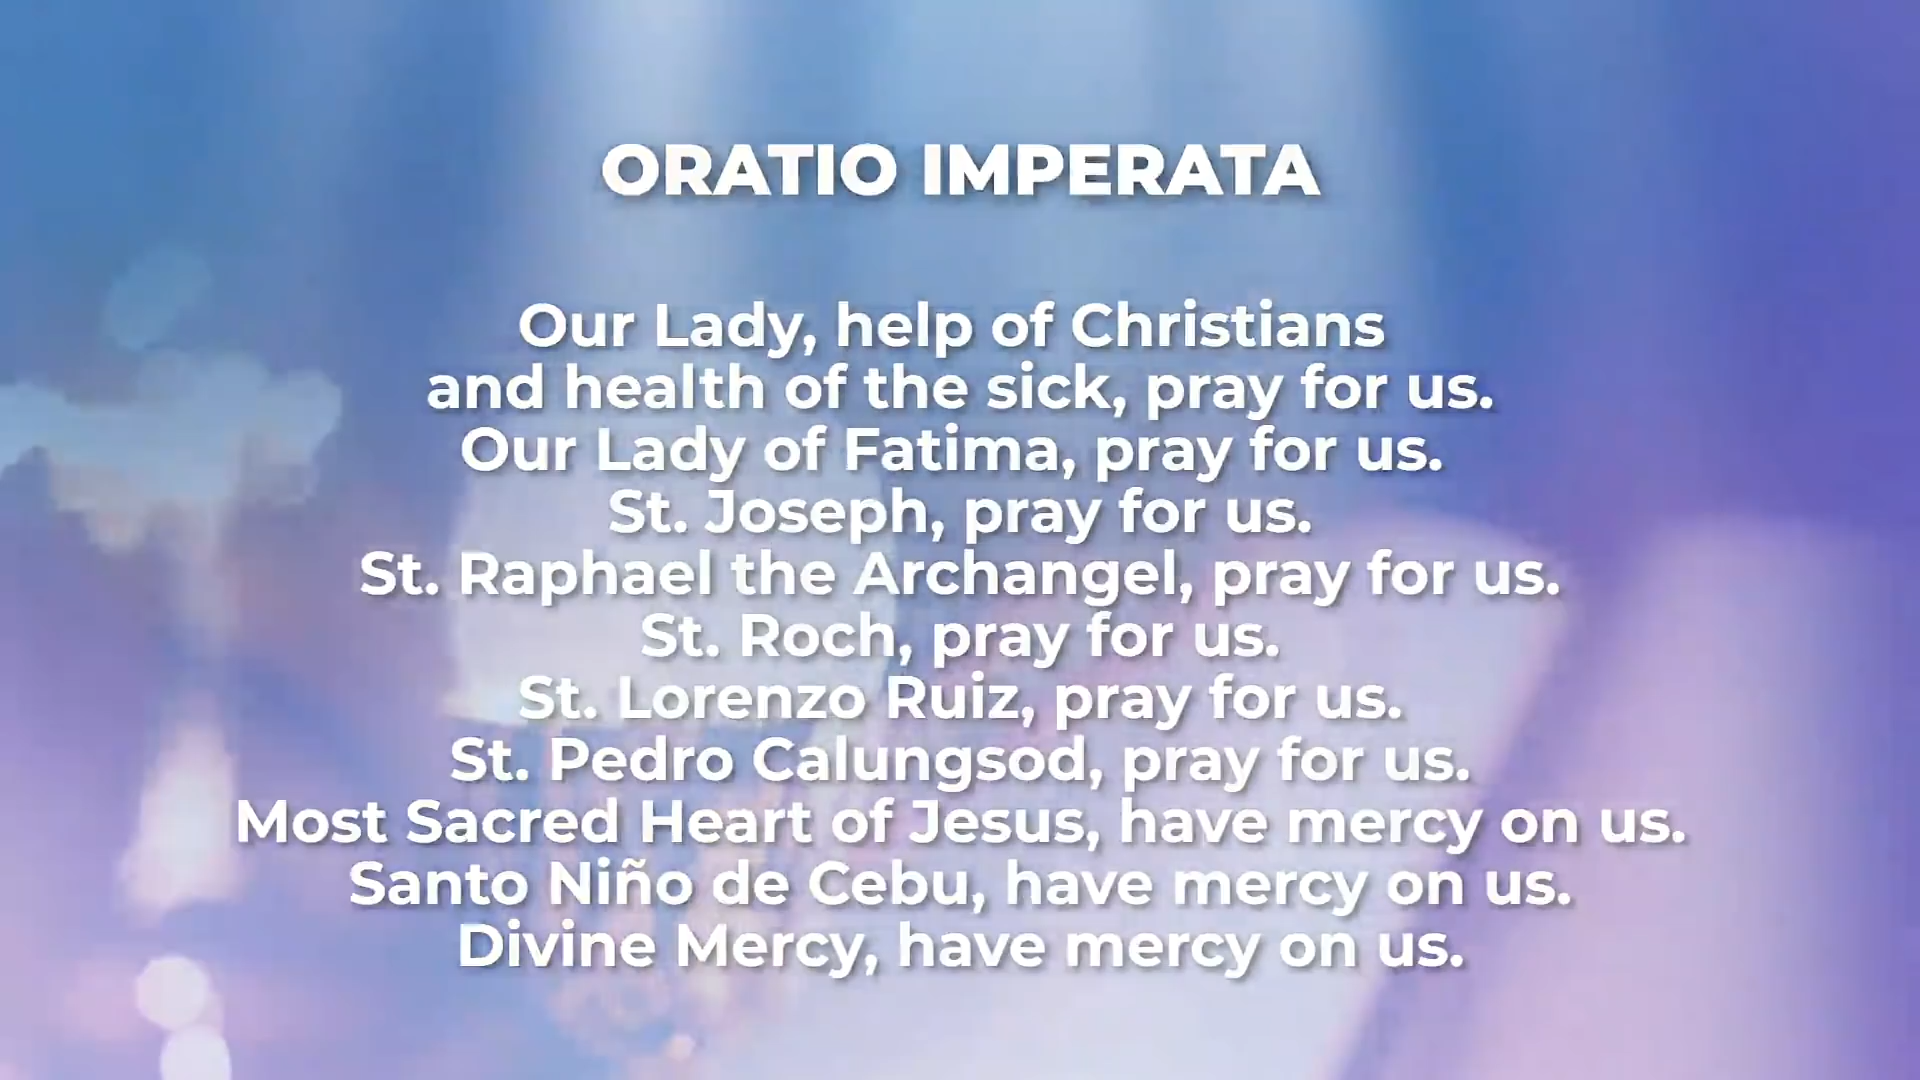 ORATIO IMPERATA
Our Lady, help of Christians
and health of the sick, pray for us.
Our Lady of Fatima, pray for us.
St. Joseph, pray for us.
St. Raphael the Archangel, pray for us.
St. Roch, pray for us.
St. Lorenzo Ruiz, pray for us.
St. Pedro Calungsod, pray for us.
Most Sacred Heart of Jesus, have mercy on us.
Santo Niño de Cebu, have mercy on us.
Divine Mercy, have mercy on us.